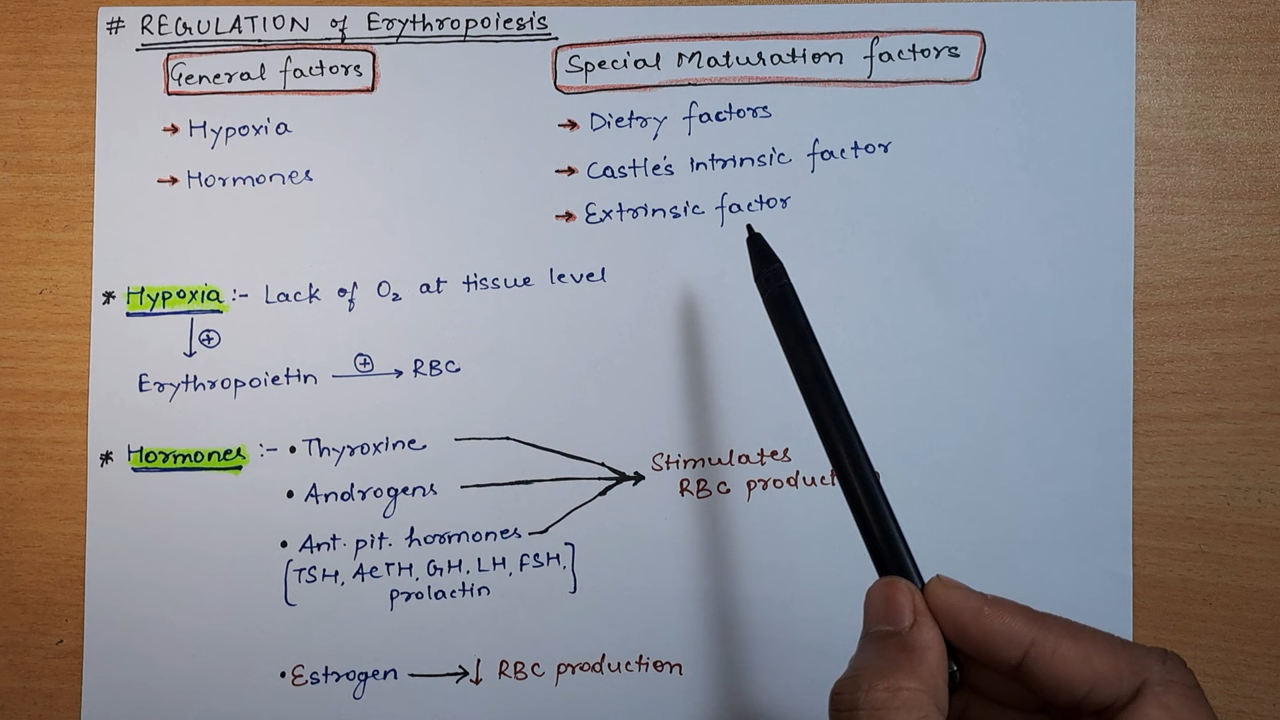 # REGULATION of Erythropoiesis
General factors
→ Hypoxia
→ Hormones
Special Maturation factors
→ Dietry factors
→ Castle's intrinsic factor
→ Extrinsic factor
* Hypoxia :- Lack of O₂ at tissue level
↓ ⊕
Erythropoietin ⊕→ RBC
* Hormones :- • Thyroxine
• Androgens
• Ant. pit. hormones
[TSH, ACTH, GH, LH, FSH, prolactin]
Stimulates
RBC
• Estrogen → ↓ RBC production